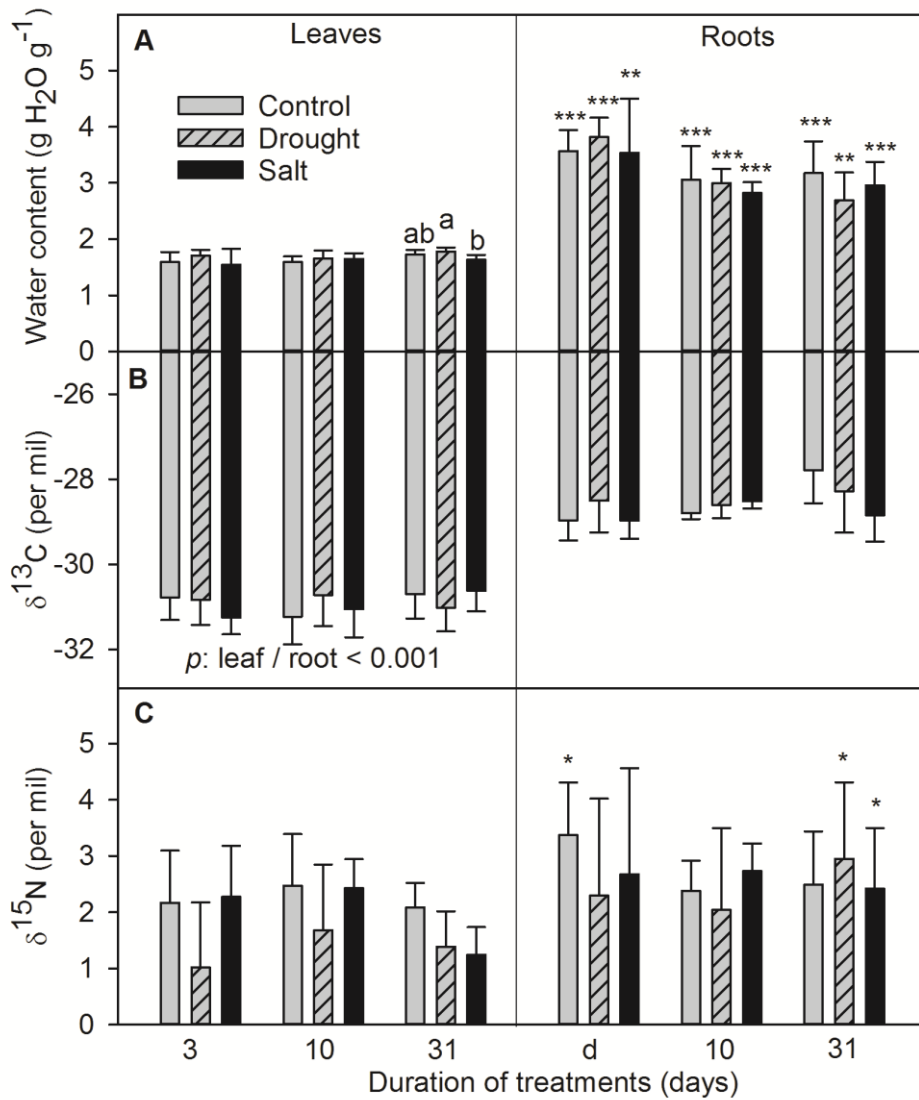 A Leaves Roots
Water content (g H2O g-1)
5
4
3
2
1
0
Control
Drought
Salt
ab a b
*** *** **
*** *** ***
*** ** ***
B
δ13C (per mil)
-26
-28
-30
-32
p: leaf / root < 0.001
C
δ15N (per mil)
5
4
3
2
1
0
* * *
3 10 31 d 10 31
Duration of treatments (days)